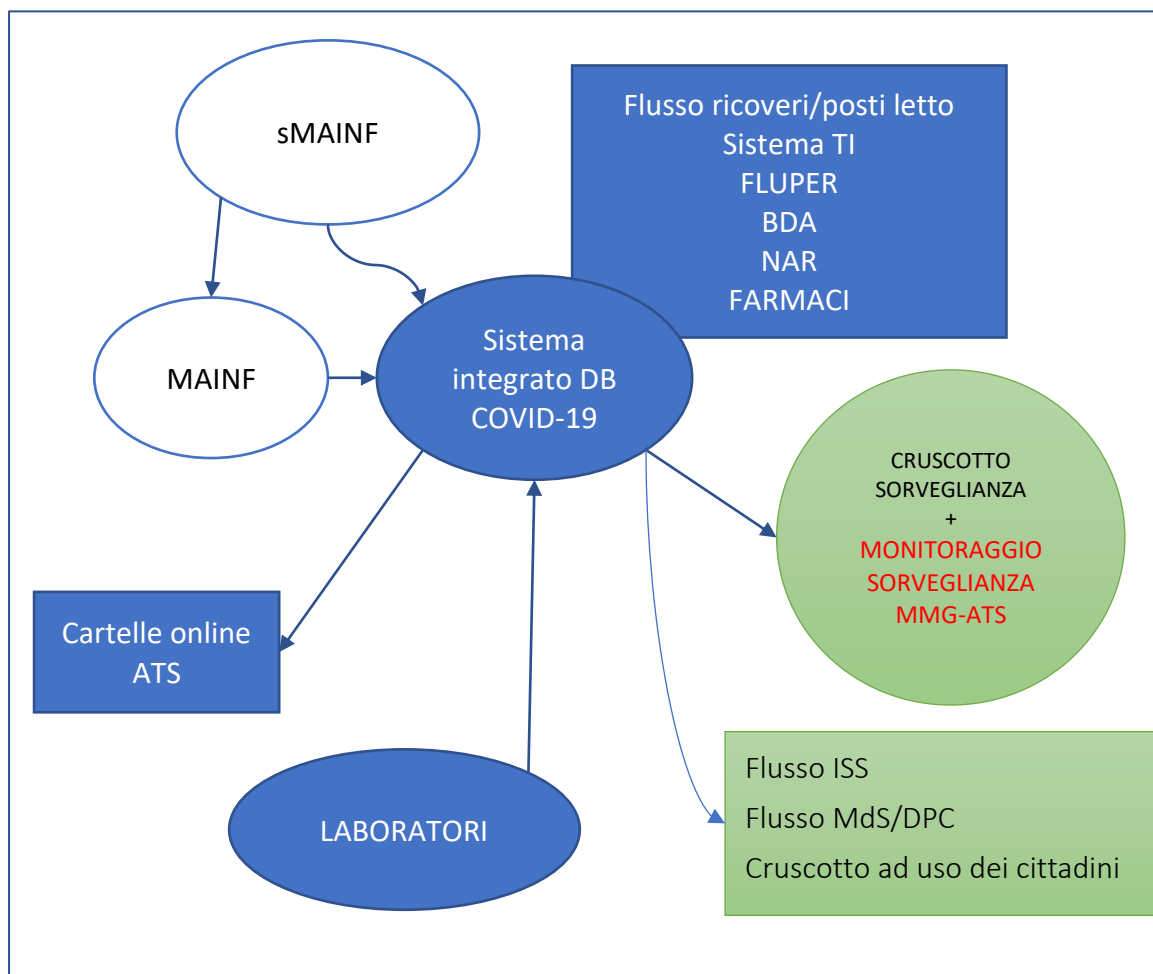 sMAINF
Flusso ricoveri/posti letto
Sistema TI
FLUPER
BDA
NAR
FARMACI
MAINF
Sistema
integrato DB
COVID-19
CRUSCOTTO
SORVEGLIANZA
+
MONITORAGGIO
SORVEGLIANZA
MMG-ATS
Cartelle online
ATS
LABORATORI
Flusso ISS
Flusso MdS/DPC
Cruscotto ad uso dei cittadini